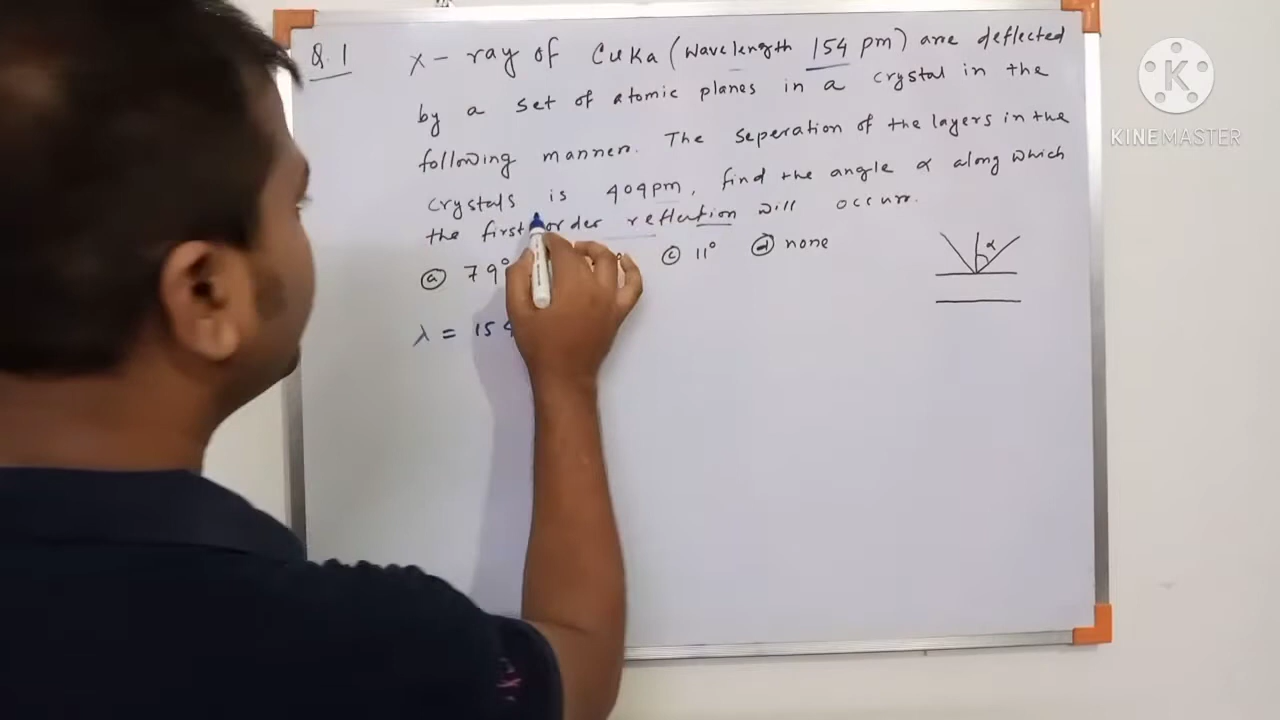 Q.1 X-ray of CuKa (wavelength 154 pm) are deflected
by a set of atomic planes in a crystal in the
following manner. The seperation of the layers in the
crystals is 404pm, find the angle α along which
the first order reflection will occurr.
ⓐ 79° ⓒ 11° ⓓ none
α
λ = 154
K
KINEMASTER